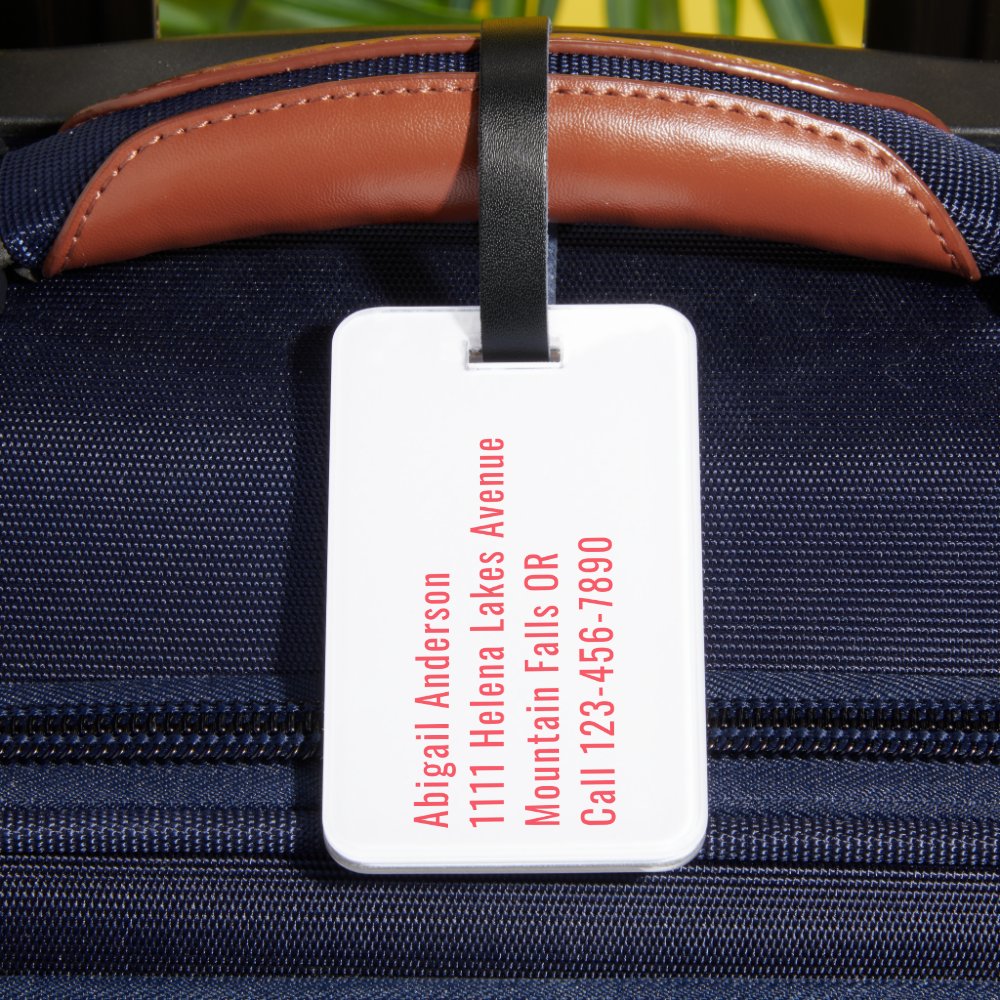 Abigail Anderson
1111 Helena Lakes Avenue
Mountain Falls OR
Call 123-456-7890